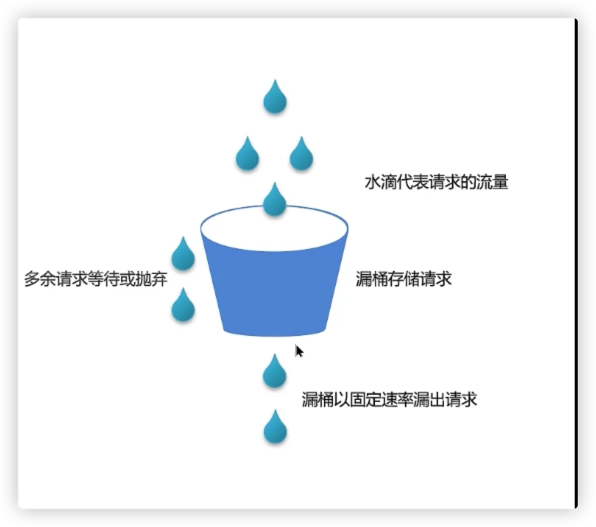 水滴代表请求的流量
多余请求等待或抛弃
漏桶存储请求
漏桶以固定速率漏出请求